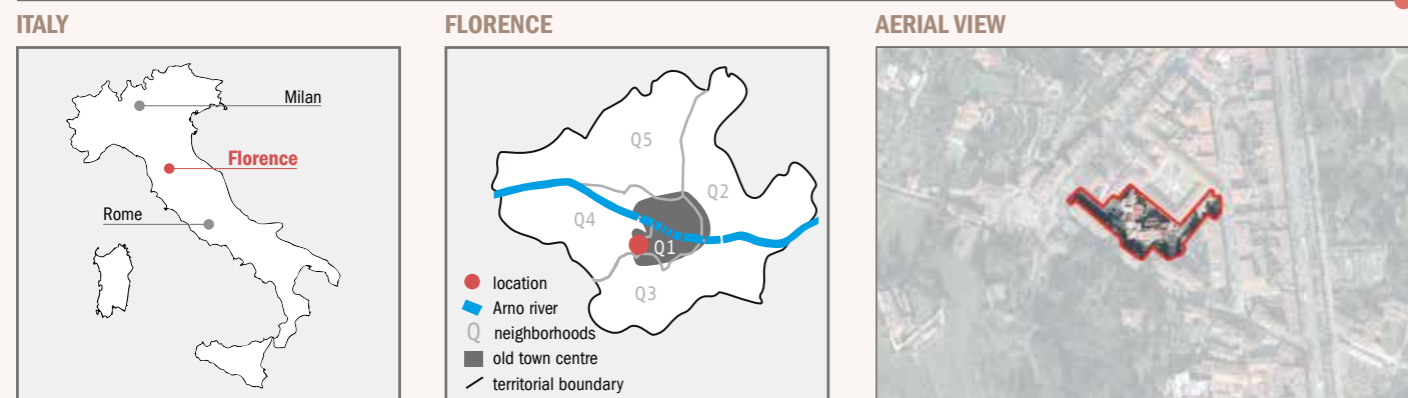 ITALY
Milan
Florence
Rome
FLORENCE
Q5
Q2
Q4
Q1
Q3
location
Arno river
Q neighborhoods
old town centre
territorial boundary
AERIAL VIEW